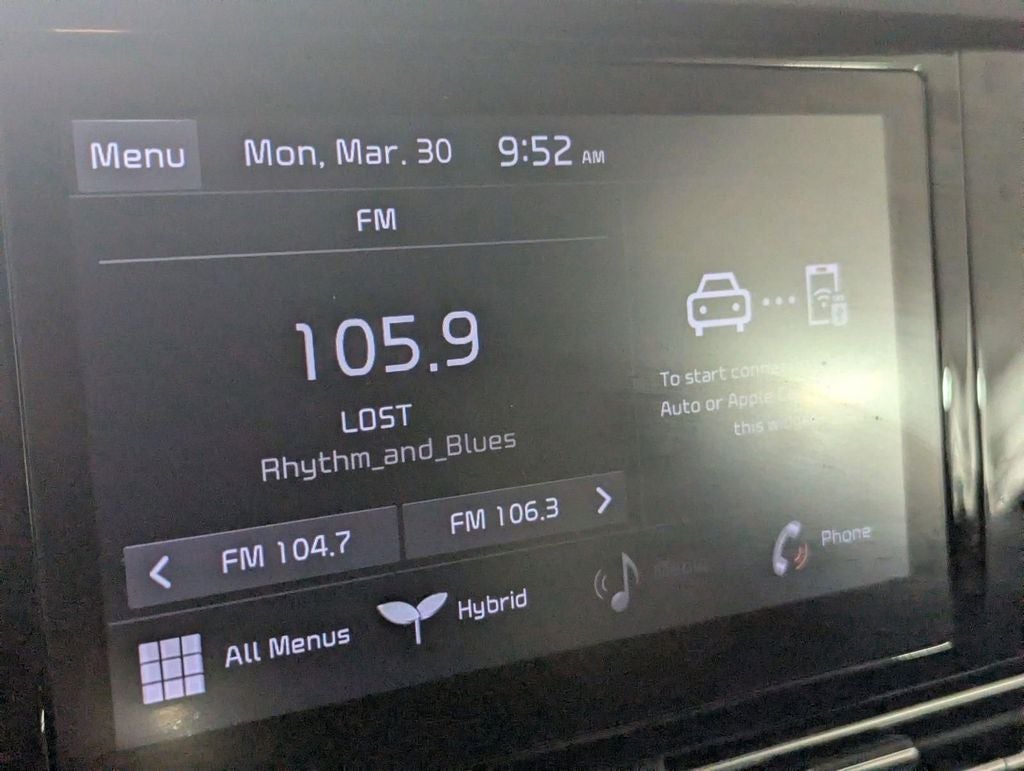 Menu Mon, Mar. 30 9:52 AM
FM
105.9
LOST
Rhythm_and_Blues
FM 104.7
FM 106.3
To start
Auto or Apple
this
All Menus
Hybrid
Phone